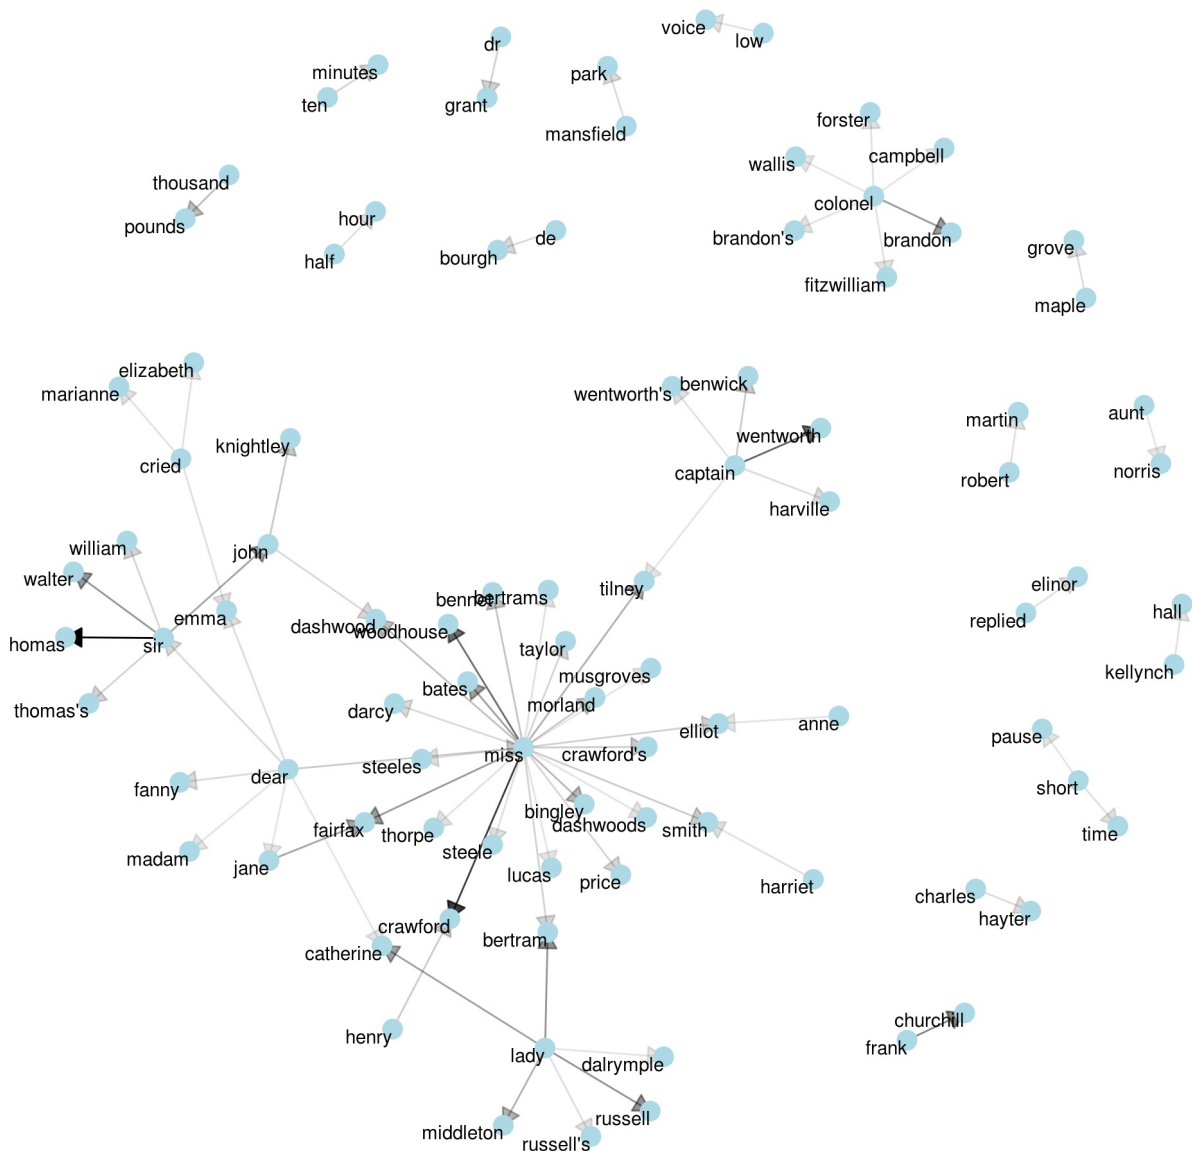 voice
low
dr
minutes
park
ten
grant
mansfield
forster
wallis
campbell
thousand
colonel
pounds
hour
half
de
bourgh
brandon's
brandon
grove
fitzwilliam
maple
elizabeth
marianne
wentworth's
benwick
knightley
cried
wentworth
captain
harville
martin
aunt
robert
norris
william
john
walter
emma
homas
sir
thomas's
tilney
bennet
bertrams
dashwood
woodhouse
taylor
elinor
replied
hall
kellynch
bates
musgroves
darcy
morland
elliot
anne
miss
crawford's
steeles
dear
fanny
pause
short
time
bingley
dashwoods
smith
fairfax
thorpe
madam
jane
steele
lucas
price
harriet
charles
hayter
crawford
bertram
catherine
henry
churchill
frank
lady
dalrymple
russell
middleton
russell's